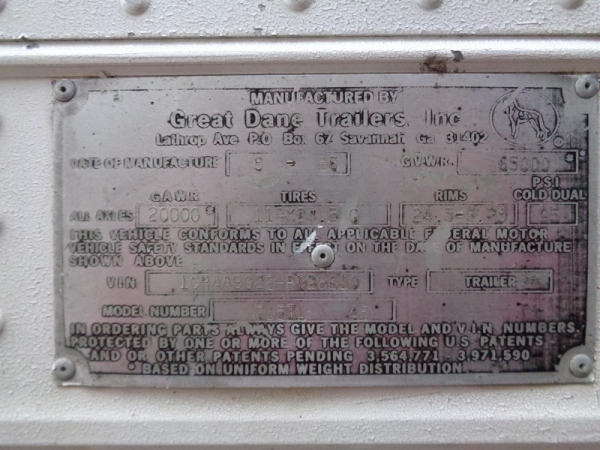 MANUFACTURED BY
Great Dane Trailers, Inc
Lathrop Ave. P.O. Box 67 Savannah, Ga 31402
DATE OF MANUFACTURE G.V.W.R. 65000 *
G.A.W.R. TIRES RIMS PSI COLD DUAL
ALL AXLES 20000 *
THIS VEHICLE CONFORMS TO ALL APPLICABLE FEDERAL MOTOR
VEHICLE SAFETY STANDARDS IN EFFECT ON THE DATE OF MANUFACTURE
SHOWN ABOVE
V.I.N. TYPE TRAILER
MODEL NUMBER
IN ORDERING PARTS ALWAYS GIVE THE MODEL AND V.I.N. NUMBERS.
PROTECTED BY ONE OR MORE OF THE FOLLOWING U.S. PATENTS
AND OR OTHER PATENTS PENDING 3,564,771 3,971,590
* BASED ON UNIFORM WEIGHT DISTRIBUTION.